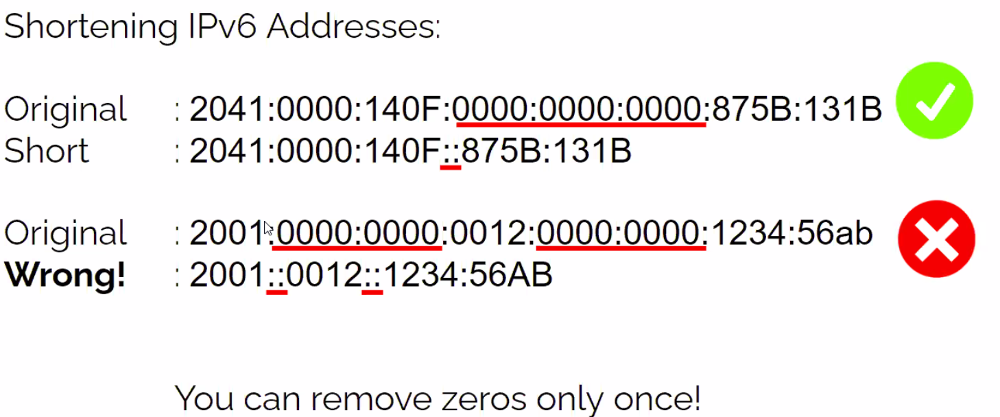 Shortening IPv6 Addresses:
Original : 2041:0000:140F:0000:0000:0000:875B:131B
Short : 2041:0000:140F::875B:131B
Original : 2001:0000:0000:0012:0000:0000:1234:56ab
Wrong! : 2001::0012::1234:56AB
You can remove zeros only once!